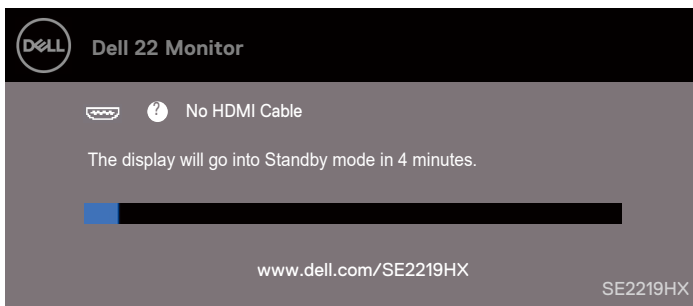 DELL
Dell 22 Monitor
? No HDMI Cable
The display will go into Standby mode in 4 minutes.
www.dell.com/SE2219HX
SE2219HX